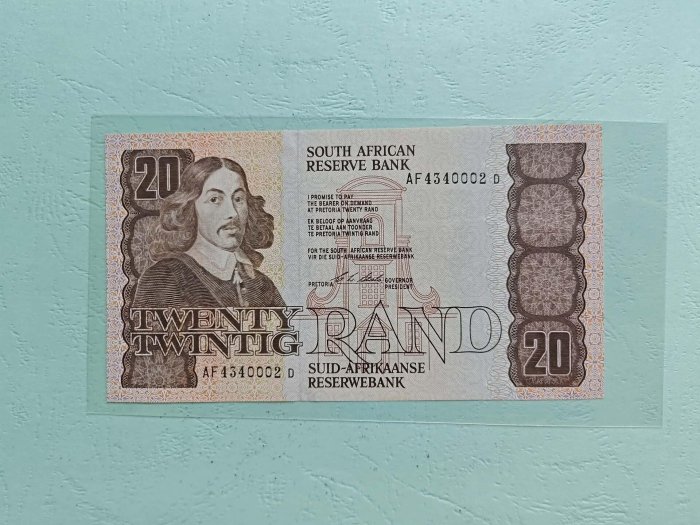 20
SOUTH AFRICAN
RESERVE BANK
AF4340002 D
I PROMISE TO PAY
THE BEARER ON DEMAND
AT PRETORIA TWENTY RAND
EK BELOOF OP AANVRAAG
TE BETAAL AAN TOONDER
TE PRETORIA TWINTIG RAND
FOR THE SOUTH AFRICAN RESERVE BANK
VIR DIE SUID-AFRIKAANSE RESERWEBANK
PRETORIA GOVERNOR
PRESIDENT
TWENTY RAND
TWINTIG
20
AF4340002 D
SUID-AFRIKAANSE
RESERWEBANK